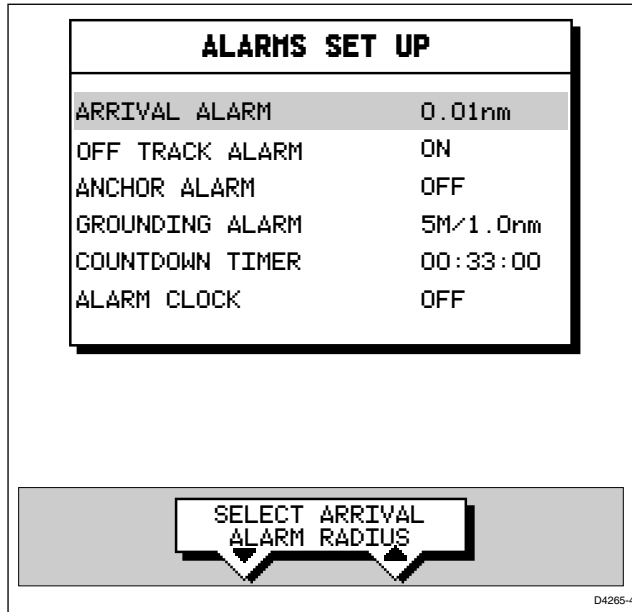 ALARMS SET UP
ARRIVAL ALARM 0.01nm
OFF TRACK ALARM ON
ANCHOR ALARM OFF
GROUNDING ALARM 5M/1.0nm
COUNTDOWN TIMER 00:33:00
ALARM CLOCK OFF
SELECT ARRIVAL
ALARM RADIUS